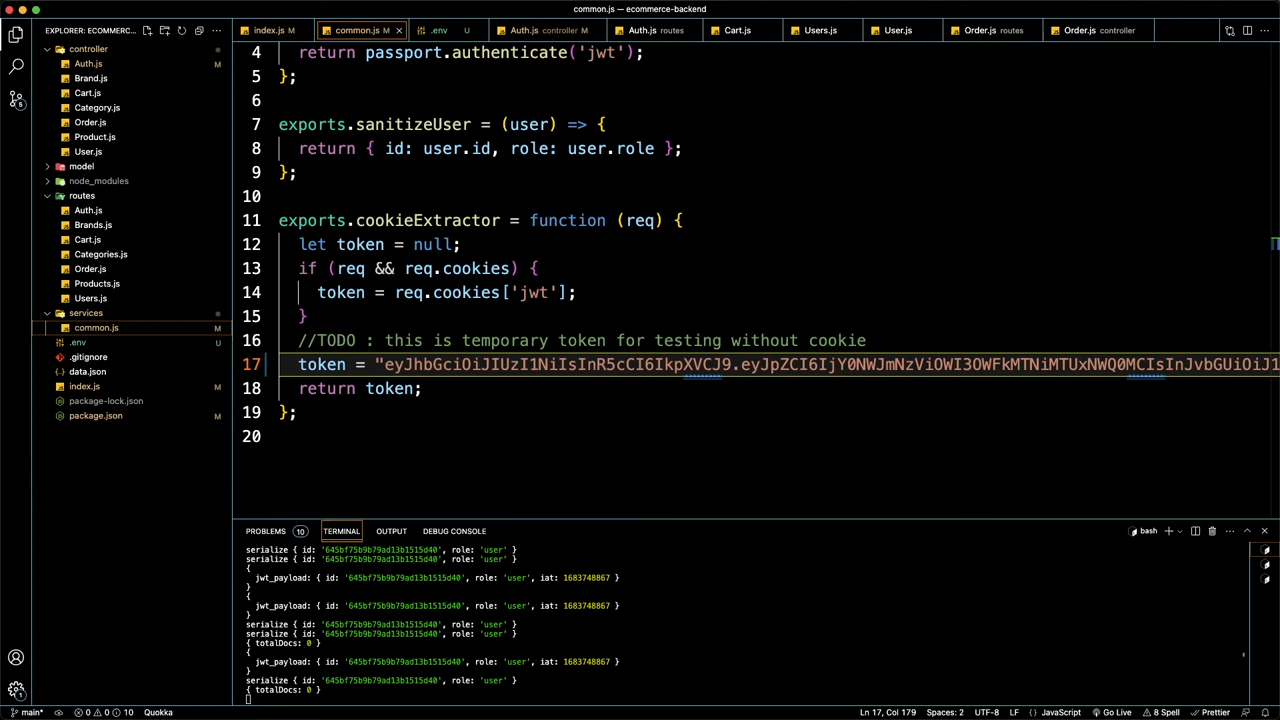 common.js — ecommerce-backend
EXPLORER: ECOMMERC...
index.js M
common.js M
.env U
Auth.js controller M
Auth.js routes
Cart.js
Users.js
User.js
Order.js routes
Order.js controller
controller
Auth.js M
Brand.js
Cart.js
Category.js
Order.js
Product.js
User.js
model
node_modules
routes
Auth.js
Brands.js
Cart.js
Categories.js
Order.js
Products.js
Users.js
services
common.js M
.env U
.gitignore
data.json
index.js M
package-lock.json
package.json M
4 return passport.authenticate('jwt');
5 };
6
7 exports.sanitizeUser = (user) => {
8 return { id: user.id, role: user.role };
9 };
10
11 exports.cookieExtractor = function (req) {
12 let token = null;
13 if (req && req.cookies) {
14 token = req.cookies['jwt'];
15 }
16 //TODO : this is temporary token for testing without cookie
17 token = "eyJhbGciOiJIUzI1NiIsInR5cCI6IkpXVCJ9.eyJpZCI6IjY0NWJmNzViOWI3OWFkMTNiMTUxNWQ0MCIsInJvbGUiOiJ1
18 return token;
19 };
20
PROBLEMS 10 TERMINAL OUTPUT DEBUG CONSOLE
bash
serialize { id: '645bf75b9b79ad13b1515d40', role: 'user' }
serialize { id: '645bf75b9b79ad13b1515d40', role: 'user' }
{
jwt_payload: { id: '645bf75b9b79ad13b1515d40', role: 'user', iat: 1683748867 }
}
{
jwt_payload: { id: '645bf75b9b79ad13b1515d40', role: 'user', iat: 1683748867 }
}
serialize { id: '645bf75b9b79ad13b1515d40', role: 'user' }
serialize { id: '645bf75b9b79ad13b1515d40', role: 'user' }
{ totalDocs: 0 }
{
jwt_payload: { id: '645bf75b9b79ad13b1515d40', role: 'user', iat: 1683748867 }
}
serialize { id: '645bf75b9b79ad13b1515d40', role: 'user' }
{ totalDocs: 0 }
main* 0 0 10 Quokka
Ln 17, Col 179 Spaces: 2 UTF-8 LF JavaScript Go Live 8 Spell Prettier